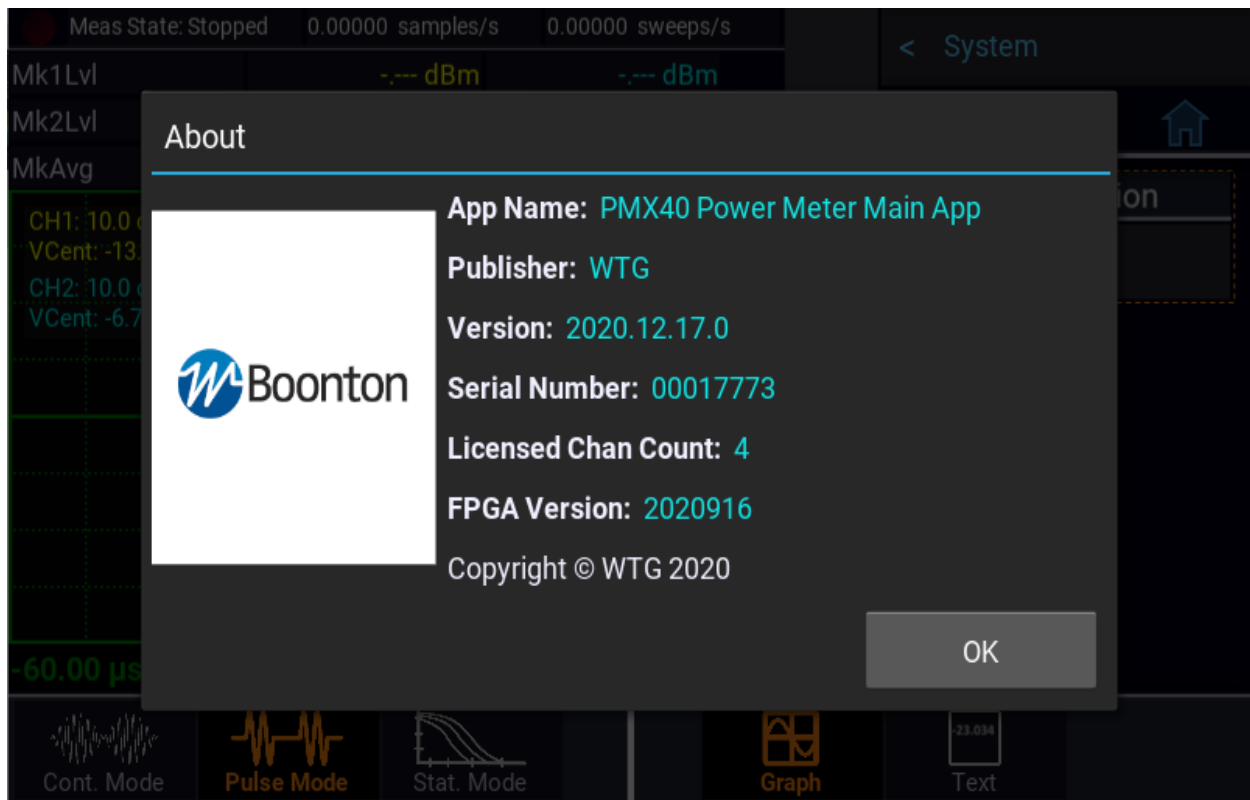 Meas State: Stopped 0.00000 samples/s 0.00000 sweeps/s
< System
Mk1Lvl -.--- dBm -.--- dBm
Mk2Lvl
MkAvg
About
CH1: 10.0
VCent: -13.
CH2: 10.0
VCent: -6.7
ion
Boonton
App Name: PMX40 Power Meter Main App
Publisher: WTG
Version: 2020.12.17.0
Serial Number: 00017773
Licensed Chan Count: 4
FPGA Version: 2020916
Copyright © WTG 2020
OK
-60.00 µs
-23.034
Cont. Mode Pulse Mode Stat. Mode Graph Text